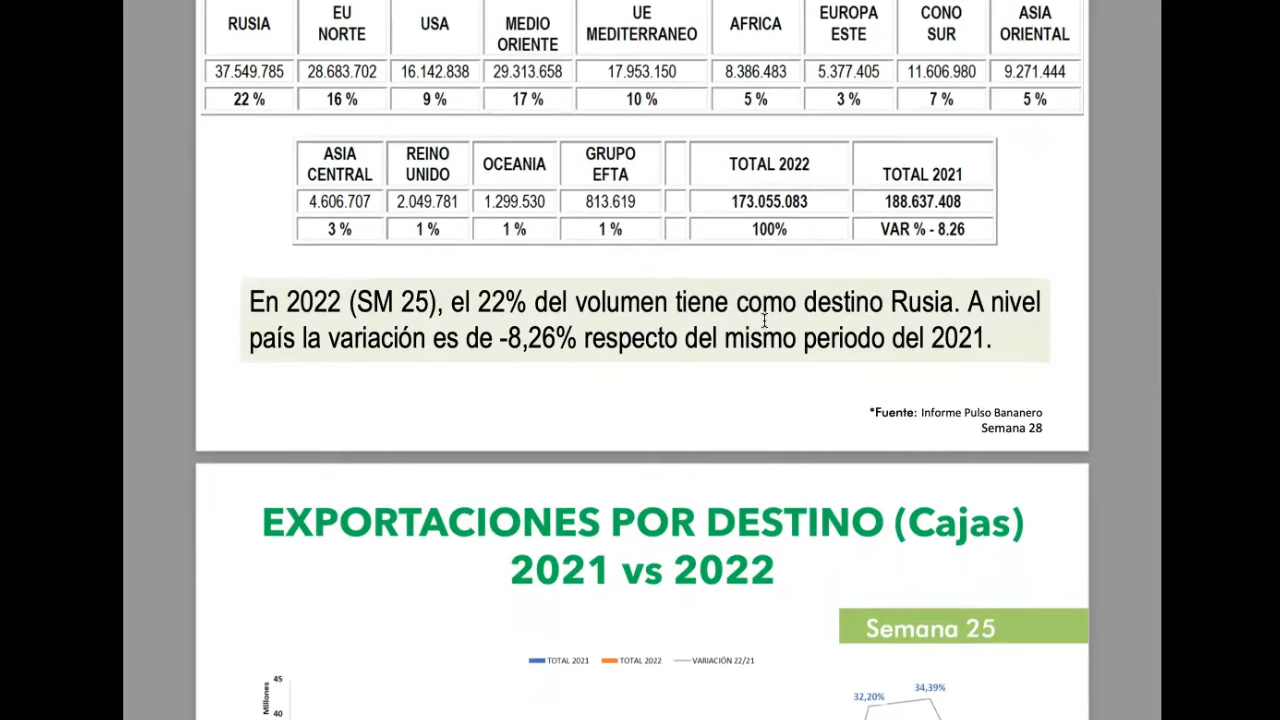 RUSIA
EU NORTE
USA
MEDIO ORIENTE
UE MEDITERRANEO
AFRICA
EUROPA ESTE
CONO SUR
ASIA ORIENTAL
37.549.785 28.683.702 16.142.838 29.313.658 17.953.150 8.386.483 5.377.405 11.606.980 9.271.444
22 % 16 % 9 % 17 % 10 % 5 % 3 % 7 % 5 %
ASIA CENTRAL
REINO UNIDO
OCEANIA
GRUPO EFTA
TOTAL 2022
TOTAL 2021
4.606.707 2.049.781 1.299.530 813.619 173.055.083 188.637.408
3 % 1 % 1 % 1 % 100% VAR % - 8.26
En 2022 (SM 25), el 22% del volumen tiene como destino Rusia. A nivel
país la variación es de -8,26% respecto del mismo periodo del 2021.
*Fuente: Informe Pulso Bananero
Semana 28
EXPORTACIONES POR DESTINO (Cajas)
2021 vs 2022
Semana 25
TOTAL 2021 TOTAL 2022 VARIACIÓN 22/21
Millones
45
40
32,20%
34,39%